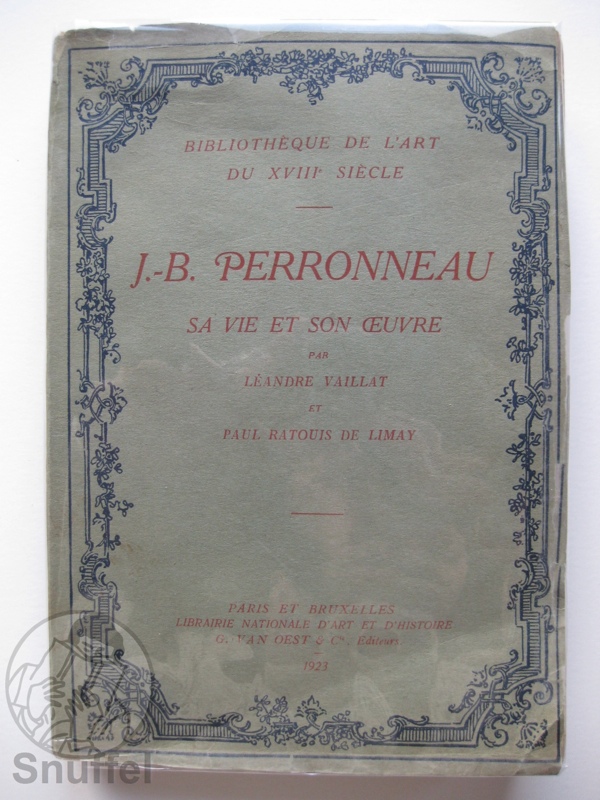 BIBLIOTHÈQUE DE L'ART
DU XVIIIe SIÈCLE
J.-B. PERRONNEAU
SA VIE ET SON ŒUVRE
PAR
LÉANDRE VAILLAT
ET
PAUL RATOUIS DE LIMAY
PARIS ET BRUXELLES
LIBRAIRIE NATIONALE D'ART ET D'HISTOIRE
G. VAN OEST & Cie, Éditeurs
1923
Snuffel